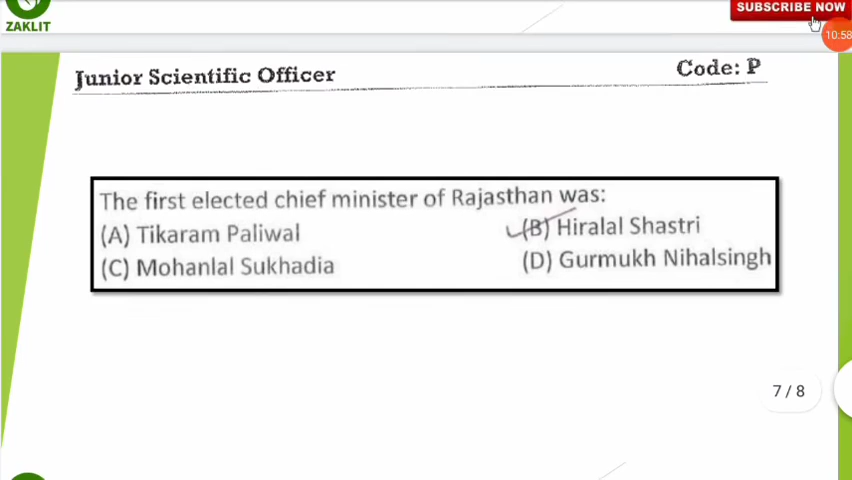 ZAKLIT
SUBSCRIBE NOW
10:58
Junior Scientific Officer
Code: P
The first elected chief minister of Rajasthan was:
(A) Tikaram Paliwal
(B) Hiralal Shastri
(C) Mohanlal Sukhadia
(D) Gurmukh Nihalsingh
7 / 8